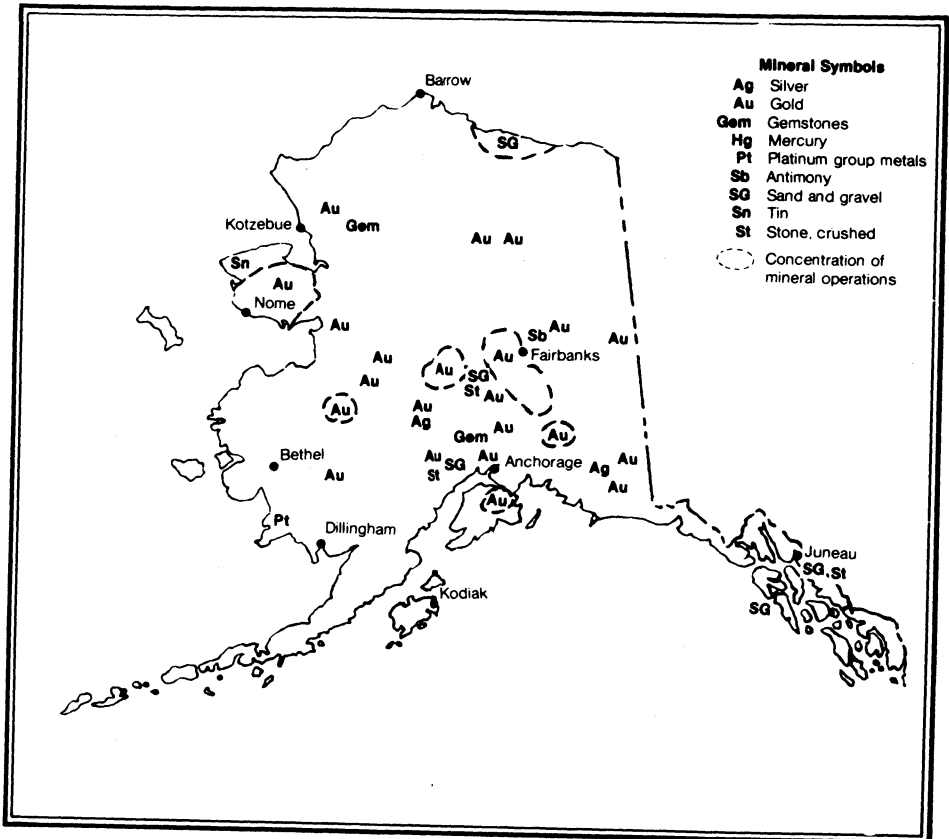 Barrow
Mineral Symbols
Ag Silver
Au Gold
Gem Gemstones
Hg Mercury
Pt Platinum group metals
Sb Antimony
SG Sand and gravel
Sn Tin
St Stone, crushed
Concentration of
mineral operations
SG
Au
Kotzebue
Gem
Au Au
Sn
Au
Nome
Au
Sb Au
Au
Au
Fairbanks
Au
Au
SG
Au
St Au
Au
Au
Ag
Au
Gem
Au
Bethel
Au
St
SG
Au
Anchorage
Ag
Au
Au
Au
Au
Pt
Dillingham
Juneau
SG, St
Kodiak
SG